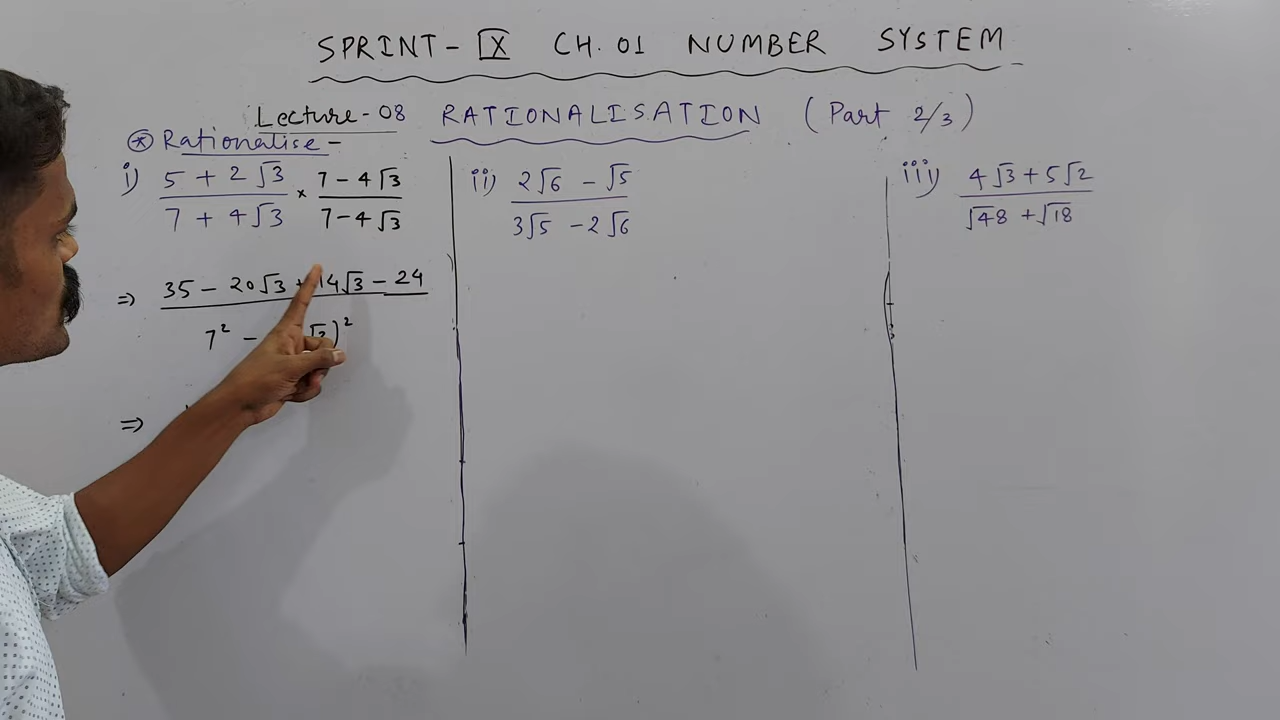 SPRINT - IX CH. 01 NUMBER SYSTEM
Lecture - 08 RATIONALISATION (Part 2/3)
⊛ Rationalise -
i) 5 + 2√3 / 7 + 4√3 × 7 - 4√3 / 7 - 4√3
⇒ 35 - 20√3 + 14√3 - 24 / 7² - √3)²
⇒
ii) 2√6 - √5 / 3√5 - 2√6
iii) 4√3 + 5√2 / √48 + √18